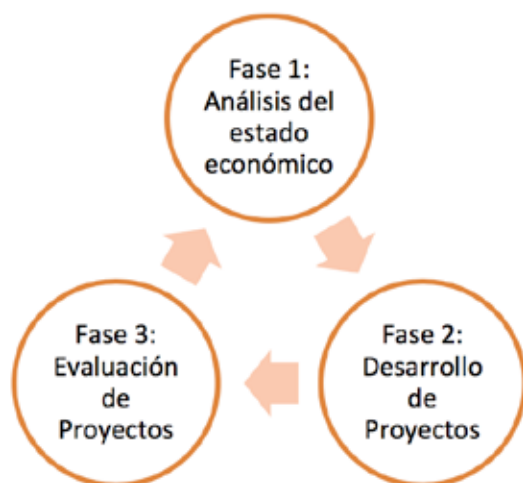 Fase 1:
Análisis del
estado
económico
Fase 2:
Desarrollo
de
Proyectos
Fase 3:
Evaluación
de
Proyectos